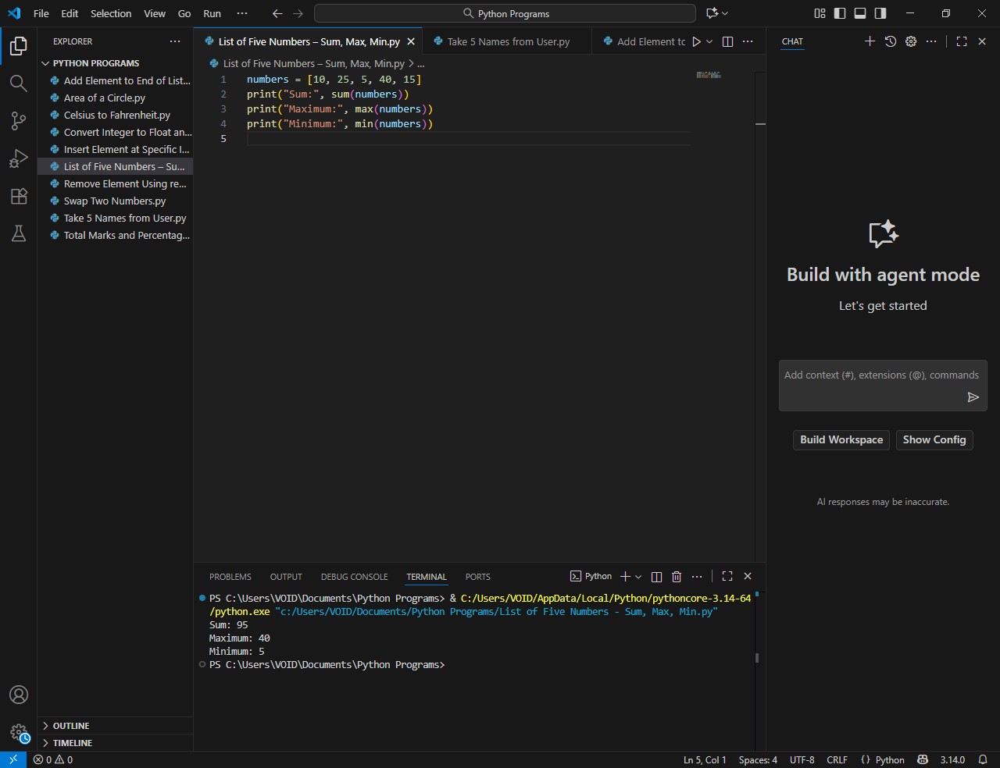 File Edit Selection View Go Run ··· Python Programs
EXPLORER ···
PYTHON PROGRAMS
Add Element to End of List...
Area of a Circle.py
Celsius to Fahrenheit.py
Convert Integer to Float an...
Insert Element at Specific I...
List of Five Numbers – Su...
Remove Element Using re...
Swap Two Numbers.py
Take 5 Names from User.py
Total Marks and Percentag...
OUTLINE
TIMELINE
List of Five Numbers – Sum, Max, Min.py Take 5 Names from User.py Add Element to
List of Five Numbers – Sum, Max, Min.py > ...
1 numbers = [10, 25, 5, 40, 15]
2 print("Sum:", sum(numbers))
3 print("Maximum:", max(numbers))
4 print("Minimum:", min(numbers))
5
PROBLEMS OUTPUT DEBUG CONSOLE TERMINAL PORTS Python
PS C:\Users\VOID\Documents\Python Programs> & C:/Users/VOID/AppData/Local/Python/pythoncore-3.14-64
/python.exe "c:/Users/VOID/Documents/Python Programs/List of Five Numbers - Sum, Max, Min.py"
Sum: 95
Maximum: 40
Minimum: 5
PS C:\Users\VOID\Documents\Python Programs>
CHAT
Build with agent mode
Let's get started
Add context (#), extensions (@), commands
Build Workspace Show Config
AI responses may be inaccurate.
0 0 Ln 5, Col 1 Spaces: 4 UTF-8 CRLF {} Python 3.14.0